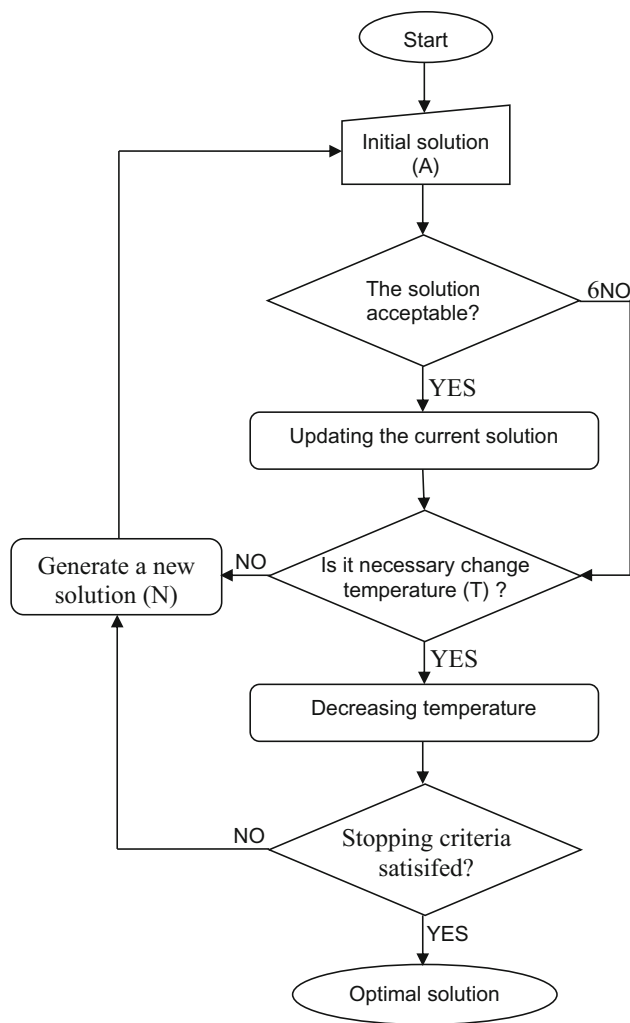 Start
Initial solution
(A)
The solution
acceptable?
6NO
YES
Updating the current solution
Is it necessary change
temperature (T) ?
NO
Generate a new
solution (N)
YES
Decreasing temperature
Stopping criteria
satisifed?
NO
YES
Optimal solution